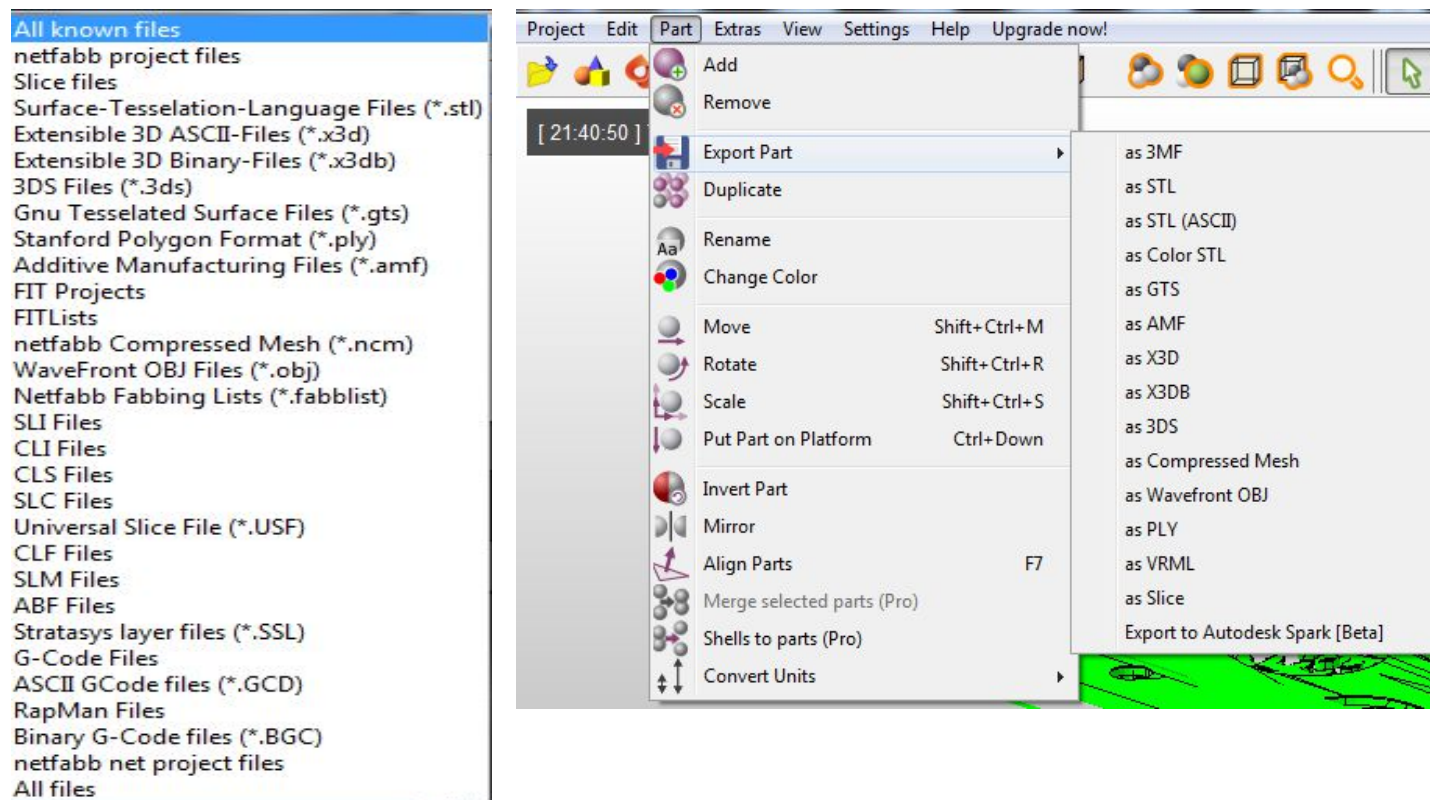 All known files
netfabb project files
Slice files
Surface-Tesselation-Language Files (*.stl)
Extensible 3D ASCII-Files (*.x3d)
Extensible 3D Binary-Files (*.x3db)
3DS Files (*.3ds)
Gnu Tesselated Surface Files (*.gts)
Stanford Polygon Format (*.ply)
Additive Manufacturing Files (*.amf)
FIT Projects
FITLists
netfabb Compressed Mesh (*.ncm)
WaveFront OBJ Files (*.obj)
Netfabb Fabbing Lists (*.fabblist)
SLI Files
CLI Files
CLS Files
SLC Files
Universal Slice File (*.USF)
CLF Files
SLM Files
ABF Files
Stratasys layer files (*.SSL)
G-Code Files
ASCII GCode files (*.GCD)
RapMan Files
Binary G-Code files (*.BGC)
netfabb net project files
All files
Project Edit Part Extras View Settings Help Upgrade now!
[ 21:40:50 ]
Add
Remove
Export Part
Duplicate
Aa Rename
Change Color
Move Shift+Ctrl+M
Rotate Shift+Ctrl+R
Scale Shift+Ctrl+S
Put Part on Platform Ctrl+Down
Invert Part
Mirror
Align Parts F7
Merge selected parts (Pro)
Shells to parts (Pro)
Convert Units
as 3MF
as STL
as STL (ASCII)
as Color STL
as GTS
as AMF
as X3D
as X3DB
as 3DS
as Compressed Mesh
as Wavefront OBJ
as PLY
as VRML
as Slice
Export to Autodesk Spark [Beta]